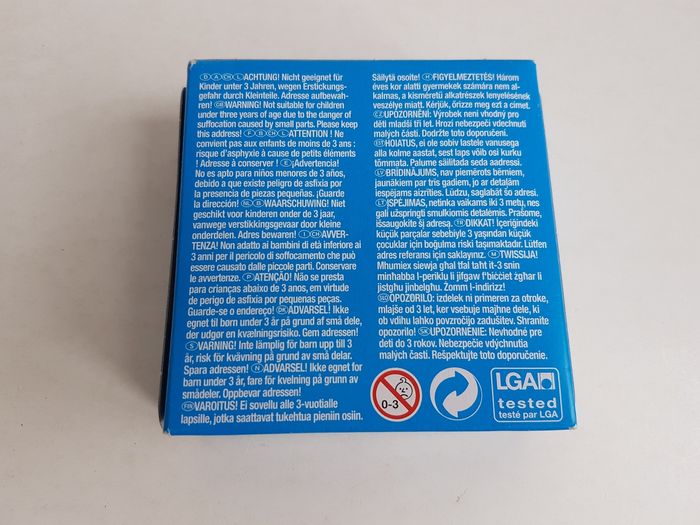 D A CH L ACHTUNG! Nicht geeignet für
Kinder unter 3 Jahren, wegen Erstickungs-
gefahr durch Kleinteile. Adresse aufbewah-
ren! GB WARNING! Not suitable for children
under three years of age due to the danger of
suffocation caused by small parts. Please keep
this address! F B CH L ATTENTION ! Ne
convient pas aux enfants de moins de 3 ans :
risque d'asphyxie à cause de petits éléments
! Adresse à conserver ! E ¡Advertencia!
No es apto para niños menores de 3 años,
debido a que existe peligro de asfixia por
la presencia de piezas pequeñas. ¡Guarde
la dirección! NL B WAARSCHUWING! Niet
geschikt voor kinderen onder de 3 jaar,
vanwege verstikkingsgevaar door kleine
onderdelen. Adres bewaren! I CH AVVER-
TENZA! Non adatto ai bambini di età inferiore ai
3 anni per il pericolo di soffocamento che può
essere causato dalle piccole parti. Conservare
le avvertenze. P ATENÇÃO! Não se presta
para crianças abaixo de 3 anos, em virtude
de perigo de asfixia por pequenas peças.
Guarde-se o endereço! DK ADVARSEL! Ikke
egnet til børn under 3 år på grund af små dele,
der udgør en kvælningsrisiko. Gem adressen!
S VARNING! Inte lämplig för barn upp till 3
år, risk för kvävning på grund av små delar.
Spara adressen! N ADVARSEL! Ikke egnet for
barn under 3 år, fare for kvelning på grunn av
smådeler. Oppbevar adressen!
FIN VAROITUS! Ei sovellu alle 3-vuotialle
lapsille, jotka saattavat tukehtua pieniin osiin.
Säilytä osoite! H FIGYELMEZTETÉS! Három
éves kor alatti gyermekek számára nem al-
kalmas, a kisméretű alkatrészek lenyelésének
veszélye miatt. Kérjük, őrizze meg ezt a címet.
CZ UPOZORNĚNÍ: Výrobek není vhodný pro
děti mladší tří let. Hrozí nebezpečí vdechnutí
malých částí. Dodržte toto doporučení.
EST HOIATUS, ei ole sobiv lastele vanusega
alla kolme aastat, sest laps võib osi kurku
tõmmata. Palume säilitada seda aadressi.
LV BRĪDINĀJUMS, nav piemērots bērniem,
jaunākiem par trīs gadiem, jo ar detaļām
iespējams aizrīties. Lūdzu, saglabāt šo adresi.
LT ĮSPĖJIMAS, netinka vaikams iki 3 metų, nes
gali užspringti smulkiomis detalėmis. Prašome,
išsaugokite šį adresą. TR DİKKAT! Içeriğindeki
küçük parçalar sebebiyle 3 yaşından küçük
çocuklar için boğulma riski taşımaktadır. Lütfen
adres referansı için saklayınız. M TWISSIJA!
Mhumiex siewja ghal tfal taht it-3 snin
minhabba l-periklu li jifgaw f'biċċiet żghar li
jistghu jinbelghu. Żomm l-indirizz!
SLO OPOZORILO: izdelek ni primeren za otroke,
mlajše od 3 let, ker vsebuje majhne dele, ki
ob vdihu lahko povzročijo zadušitev. Shranite
opozorilo! SK UPOZORNENIE: Nevhodné pre
deti do 3 rokov. Nebezpečie vdýchnutia
malých častí. Rešpektujte toto doporučenie.
0-3
LGA
tested
testé par LGA